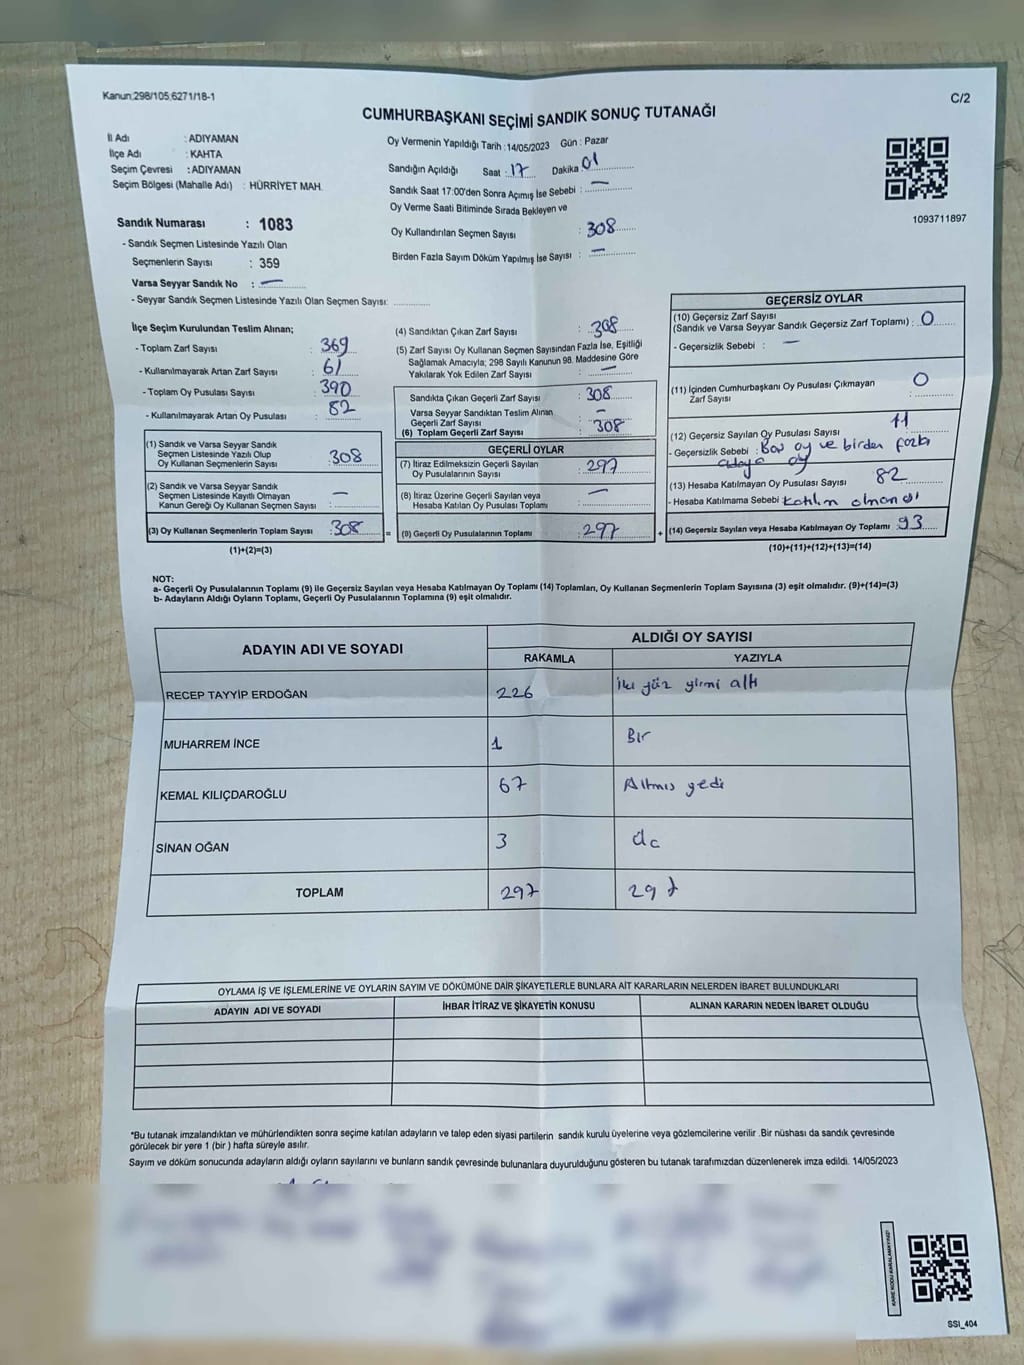 Kanun;298/105;6271/18-1
C/2
CUMHURBAŞKANI SEÇİMİ SANDIK SONUÇ TUTANAĞI
İl Adı : ADIYAMAN
İlçe Adı : KAHTA
Seçim Çevresi : ADIYAMAN
Seçim Bölgesi (Mahalle Adı) : HÜRRİYET MAH.
Oy Vermenin Yapıldığı Tarih :14/05/2023 Gün : Pazar
Sandığın Açıldığı Saat : 17 Dakika 01
Sandık Saat 17:00'den Sonra Açımış İse Sebebi : —
Oy Verme Saati Bitiminde Sırada Bekleyen ve
Oy Kullandırılan Seçmen Sayısı : 308
Birden Fazla Sayım Döküm Yapılmış İse Sayısı : —
1093711897
Sandık Numarası : 1083
- Sandık Seçmen Listesinde Yazılı Olan
Seçmenlerin Sayısı : 359
Varsa Seyyar Sandık No : —
- Seyyar Sandık Seçmen Listesinde Yazılı Olan Seçmen Sayısı:
İlçe Seçim Kurulundan Teslim Alınan;
- Toplam Zarf Sayısı : 369
- Kullanılmayarak Artan Zarf Sayısı : 61
- Toplam Oy Pusulası Sayısı : 390
- Kullanılmayarak Artan Oy Pusulası : 82
(1) Sandık ve Varsa Seyyar Sandık
Seçmen Listesinde Yazılı Olup
Oy Kullanan Seçmenlerin Sayısı : 308
(2) Sandık ve Varsa Seyyar Sandık
Seçmen Listesinde Kayıtlı Olmayan
Kanun Gereği Oy Kullanan Seçmen Sayısı : —
(3) Oy Kullanan Seçmenlerin Toplam Sayısı : 308 =
(1)+(2)=(3)
(4) Sandıktan Çıkan Zarf Sayısı : 308
(5) Zarf Sayısı Oy Kullanan Seçmen Sayısından Fazla İse, Eşitliği
Sağlamak Amacıyla; 298 Sayılı Kanunun 98. Maddesine Göre
Yakılarak Yok Edilen Zarf Sayısı : —
Sandıkta Çıkan Geçerli Zarf Sayısı : 308
Varsa Seyyar Sandıktan Teslim Alınan
Geçerli Zarf Sayısı : —
(6) Toplam Geçerli Zarf Sayısı : 308
GEÇERLİ OYLAR
(7) İtiraz Edilmeksizin Geçerli Sayılan
Oy Pusulalarının Sayısı : 297
(8) İtiraz Üzerine Geçerli Sayılan veya
Hesaba Katılan Oy Pusulası Toplamı : —
(9) Geçerli Oy Pusulalarının Toplamı : 297 +
GEÇERSİZ OYLAR
(10) Geçersiz Zarf Sayısı
(Sandık ve Varsa Seyyar Sandık Geçersiz Zarf Toplamı) : 0
- Geçersizlik Sebebi : —
(11) İçinden Cumhurbaşkanı Oy Pusulası Çıkmayan
Zarf Sayısı : 0
(12) Geçersiz Sayılan Oy Pusulası Sayısı : 11
- Geçersizlik Sebebi : Boş oy ve birden fazla
adaya oy
(13) Hesaba Katılmayan Oy Pusulası Sayısı : 82
- Hesaba Katılmama Sebebi : katılım olmandı
(14) Geçersiz Sayılan veya Hesaba Katılmayan Oy Toplamı : 93
(10)+(11)+(12)+(13)=(14)
NOT:
a- Geçerli Oy Pusulalarının Toplamı (9) ile Geçersiz Sayılan veya Hesaba Katılmayan Oy Toplamı (14) Toplamları, Oy Kullanan Seçmenlerin Toplam Sayısına (3) eşit olmalıdır. (9)+(14)=(3)
b- Adayların Aldığı Oyların Toplamı, Geçerli Oy Pusulalarının Toplamına (9) eşit olmalıdır.
ADAYIN ADI VE SOYADI ALDIĞI OY SAYISI
RAKAMLA YAZIYLA
RECEP TAYYİP ERDOĞAN 226 İki yüz yirmi altı
MUHARREM İNCE 1 Bir
KEMAL KILIÇDAROĞLU 67 Altmış yedi
SİNAN OĞAN 3 üc
TOPLAM 297 297
OYLAMA İŞ VE İŞLEMLERİNE VE OYLARIN SAYIM VE DÖKÜMÜNE DAİR ŞİKAYETLERLE BUNLARA AİT KARARLARIN NELERDEN İBARET BULUNDUKLARI
ADAYIN ADI VE SOYADI İHBAR İTİRAZ VE ŞİKAYETİN KONUSU ALINAN KARARIN NEDEN İBARET OLDUĞU
*Bu tutanak imzalandıktan ve mühürlendikten sonra seçime katılan adayların ve talep eden siyasi partilerin sandık kurulu üyelerine veya gözlemcilerine verilir .Bir nüshası da sandık çevresinde
görülecek bir yere 1 (bir ) hafta süreyle asılır.
Sayım ve döküm sonucunda adayların aldığı oyların sayılarını ve bunların sandık çevresinde bulunanlara duyurulduğunu gösteren bu tutanak tarafımızdan düzenlenerek imza edildi. 14/05/2023
KARE KODU KARALAMAYINIZ!
SSI_404